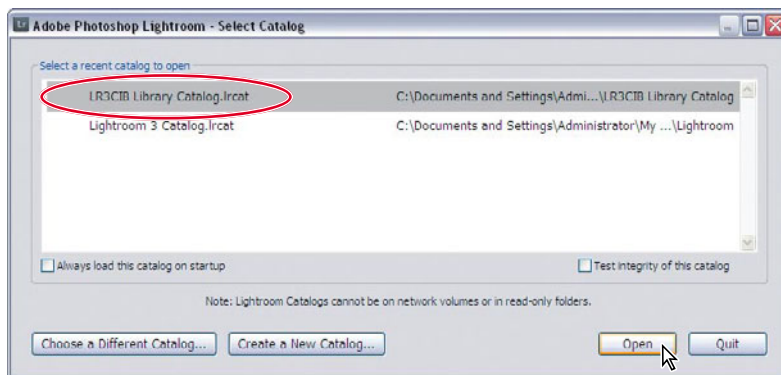 Lr Adobe Photoshop Lightroom - Select Catalog
Select a recent catalog to open
LR3CIB Library Catalog.lrcat C:\Documents and Settings\Admi...\LR3CIB Library Catalog
Lightroom 3 Catalog.lrcat C:\Documents and Settings\Administrator\My ...\Lightroom
Always load this catalog on startup Test integrity of this catalog
Note: Lightroom Catalogs cannot be on network volumes or in read-only folders.
Choose a Different Catalog... Create a New Catalog... Open Quit